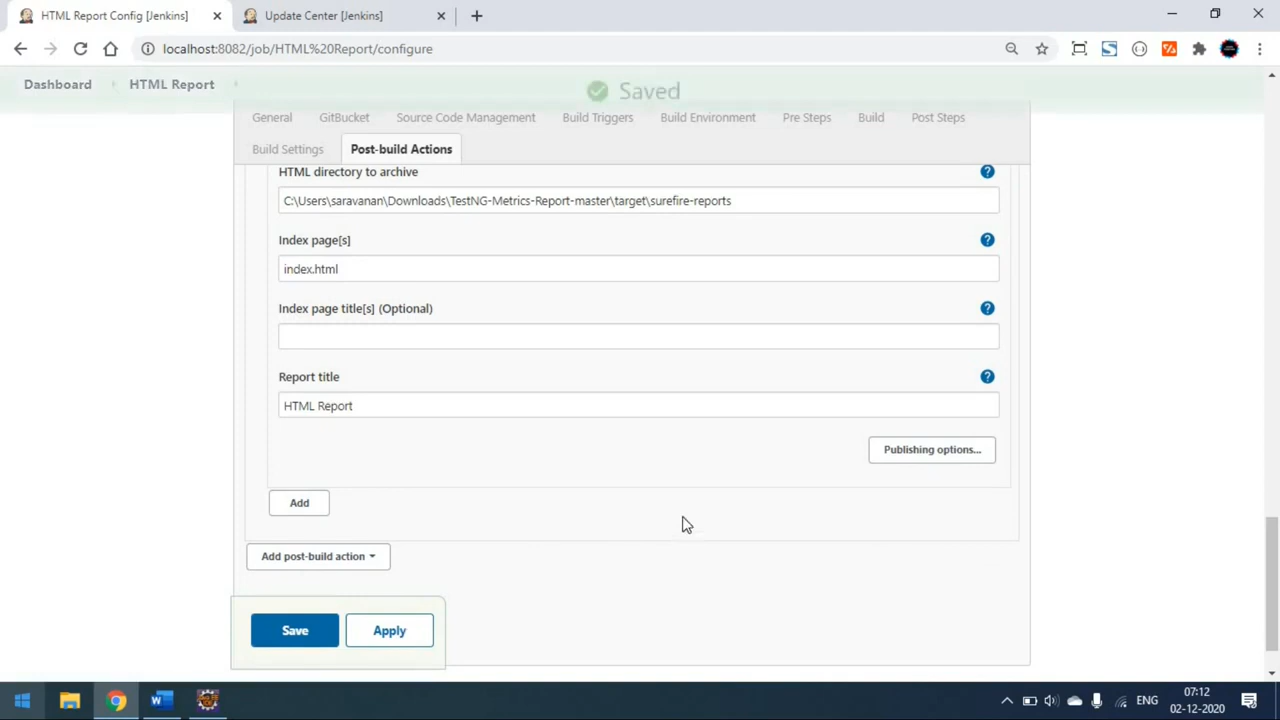 HTML Report Config [Jenkins]
Update Center [Jenkins]
localhost:8082/job/HTML%20Report/configure
Dashboard
HTML Report
Saved
General
GitBucket
Source Code Management
Build Triggers
Build Environment
Pre Steps
Build
Post Steps
Build Settings
Post-build Actions
HTML directory to archive
C:\Users\saravanan\Downloads\TestNG-Metrics-Report-master\target\surefire-reports
Index page[s]
index.html
Index page title[s] (Optional)
Report title
HTML Report
Publishing options...
Add
Add post-build action
Save
Apply
ENG
07:12
02-12-2020